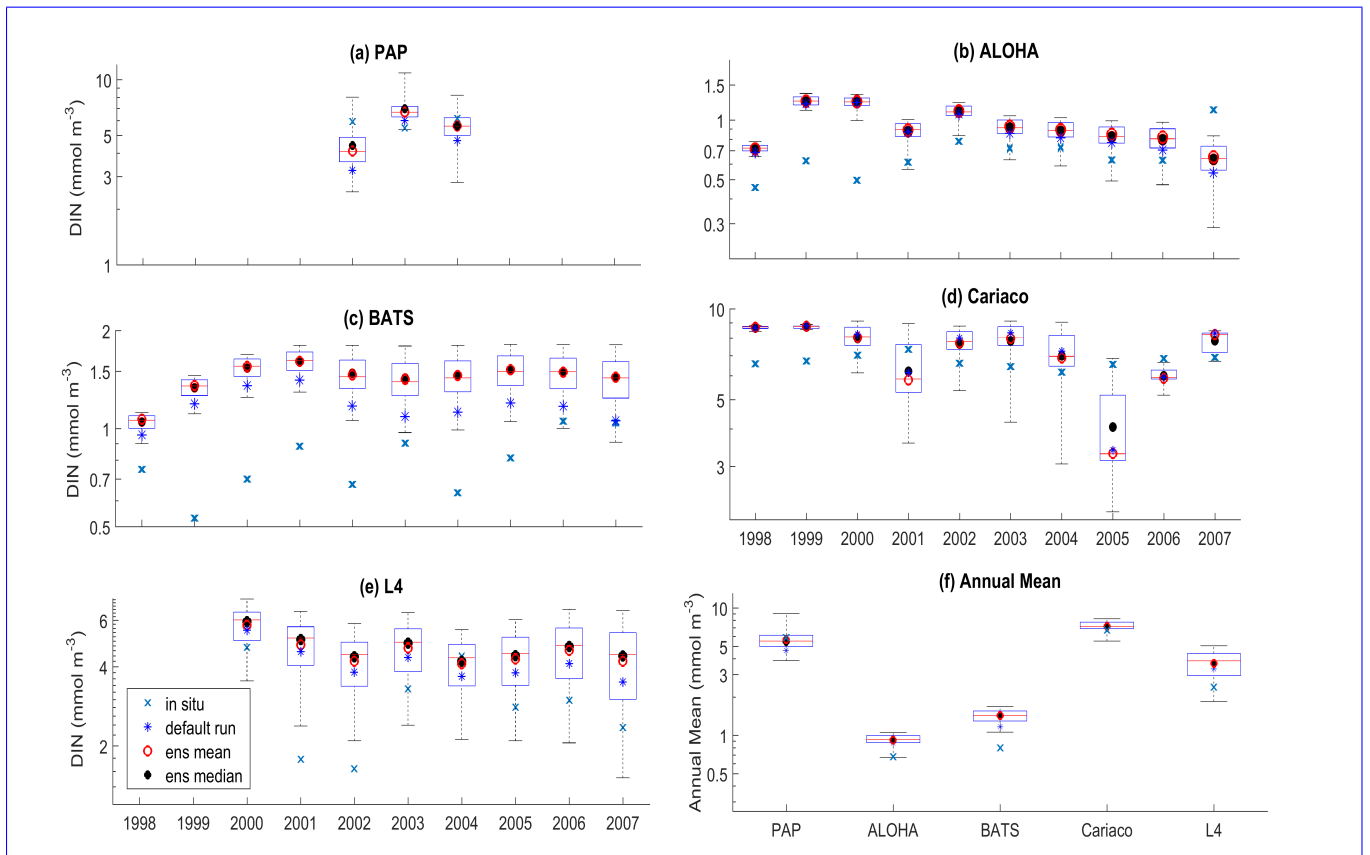 (a) PAP
DIN (mmol m⁻³)
10
5
3
1
(b) ALOHA
1.5
1
0.7
0.5
0.3
(c) BATS
DIN (mmol m⁻³)
2
1.5
1
0.7
0.5
(d) Cariaco
10
5
3
1998 1999 2000 2001 2002 2003 2004 2005 2006 2007
(e) L4
DIN (mmol m⁻³)
6
4
2
in situ
default run
ens mean
ens median
1998 1999 2000 2001 2002 2003 2004 2005 2006 2007
(f) Annual Mean
Annual Mean (mmol m⁻³)
10
5
3
1
0.5
PAP ALOHA BATS Cariaco L4